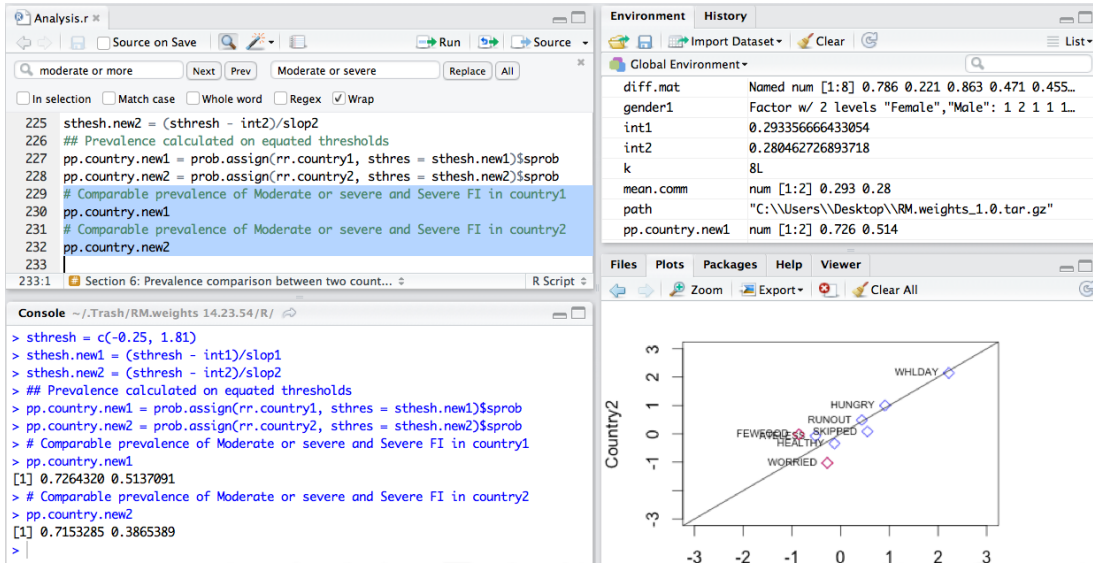 Analysis.r
Source on Save Run Source
moderate or more Next Prev Moderate or severe Replace All
In selection Match case Whole word Regex Wrap
225 sthesh.new2 = (sthresh - int2)/slop2
226 ## Prevalence calculated on equated thresholds
227 pp.country.new1 = prob.assign(rr.country1, sthres = sthesh.new1)$sprob
228 pp.country.new2 = prob.assign(rr.country2, sthres = sthesh.new2)$sprob
229 # Comparable prevalence of Moderate or severe and Severe FI in country1
230 pp.country.new1
231 # Comparable prevalence of Moderate or severe and Severe FI in country2
232 pp.country.new2
233
233:1 # Section 6: Prevalence comparison between two count... R Script
Console ~/.Trash/RM.weights 14.23.54/R/
> sthresh = c(-0.25, 1.81)
> sthesh.new1 = (sthresh - int1)/slop1
> sthesh.new2 = (sthresh - int2)/slop2
> ## Prevalence calculated on equated thresholds
> pp.country.new1 = prob.assign(rr.country1, sthres = sthesh.new1)$sprob
> pp.country.new2 = prob.assign(rr.country2, sthres = sthesh.new2)$sprob
> # Comparable prevalence of Moderate or severe and Severe FI in country1
> pp.country.new1
[1] 0.7264320 0.5137091
> # Comparable prevalence of Moderate or severe and Severe FI in country2
> pp.country.new2
[1] 0.7153285 0.3865389
>
Environment History
Import Dataset Clear List
Global Environment
diff.mat Named num [1:8] 0.786 0.221 0.863 0.471 0.455…
gender1 Factor w/ 2 levels "Female","Male": 1 2 1 1 1…
int1 0.293356666433054
int2 0.280462726893718
k 8L
mean.comm num [1:2] 0.293 0.28
path "C:\\Users\\Desktop\\RM.weights_1.0.tar.gz"
pp.country.new1 num [1:2] 0.726 0.514
Files Plots Packages Help Viewer
Zoom Export Clear All
Country2
3
2
1
0
-1
-3
WHLDAY
HUNGRY
RUNOUT
SKIPPED
FEWFOOD
ATELESS
HEALTHY
WORRIED
-3 -2 -1 0 1 2 3